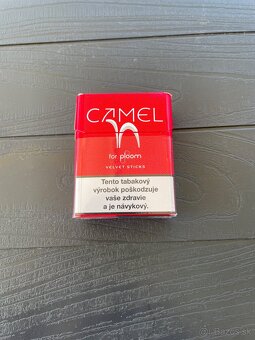 CAMEL
for ploom
VELVET STICKS
Tento tabakový
výrobok poškodzuje
vaše zdravie
a je návykový.